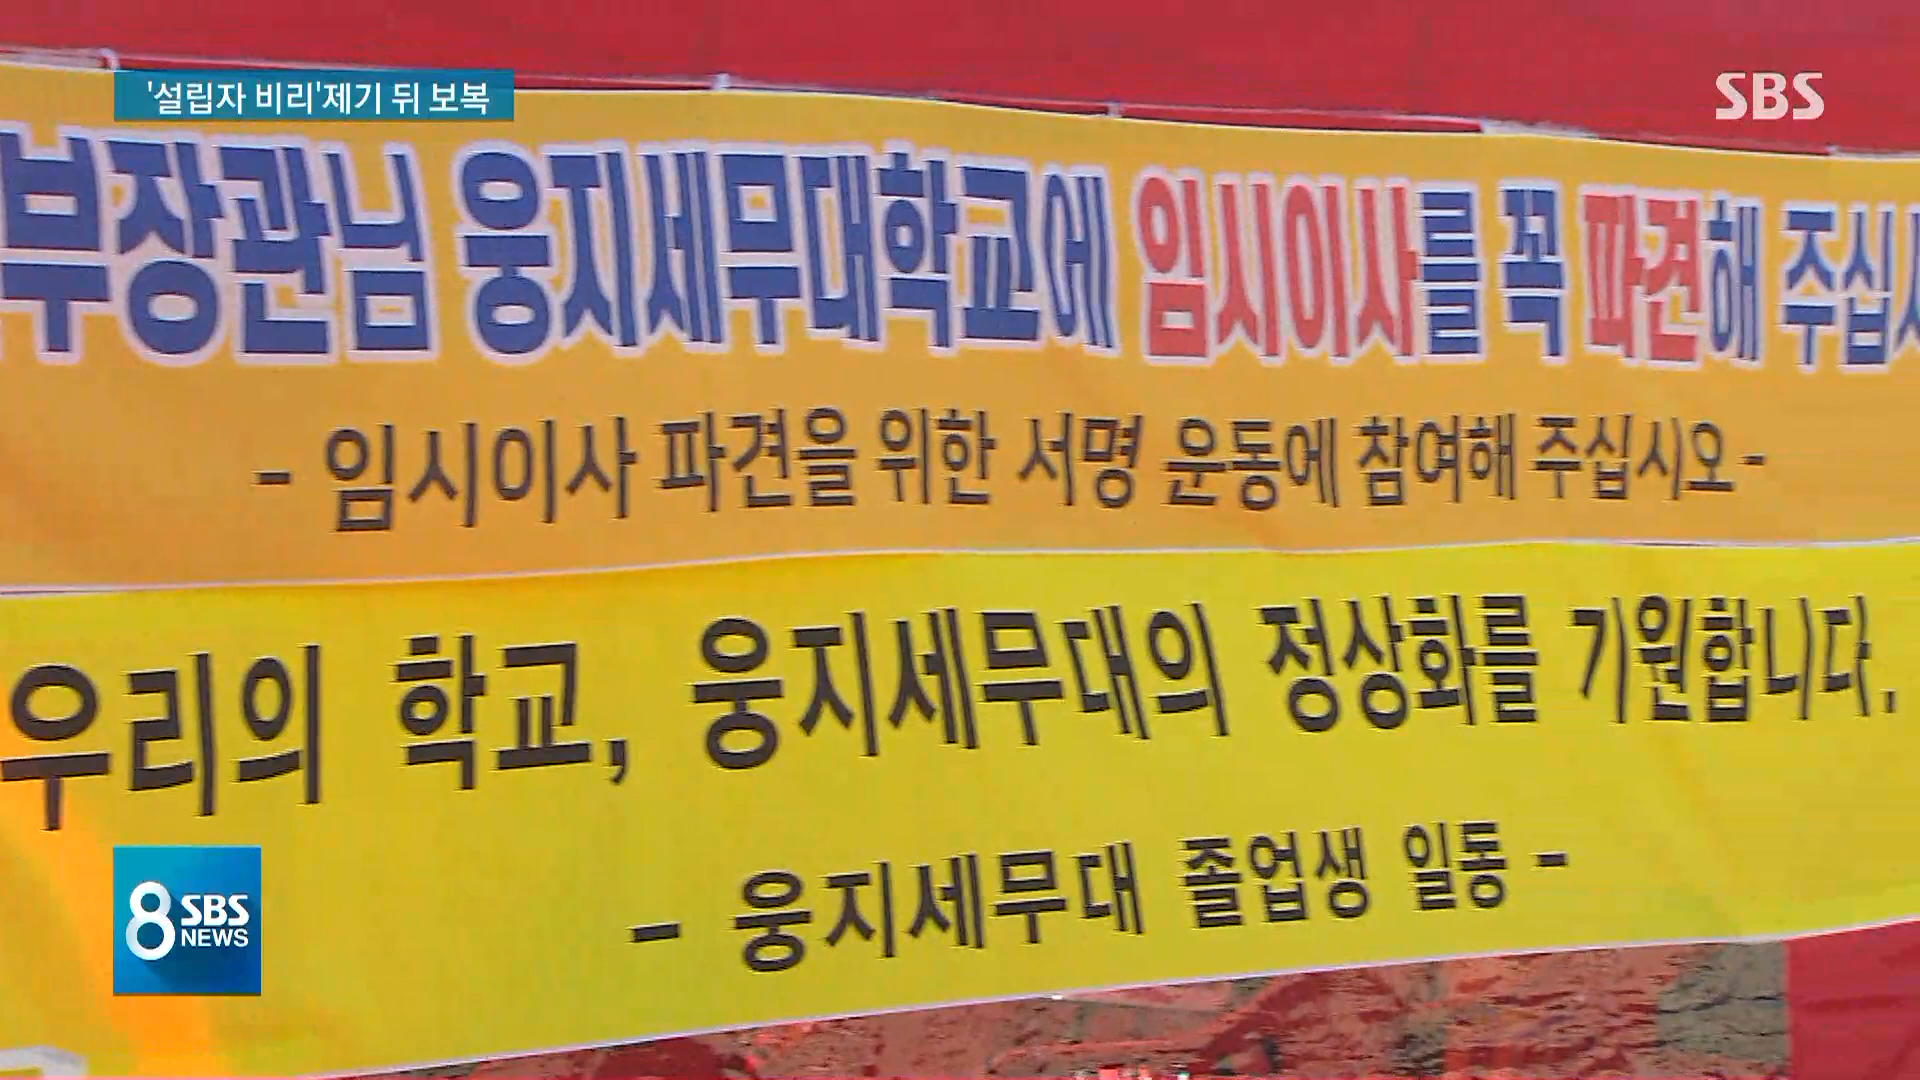 '설립자 비리'제기 뒤 보복
SBS
부장관님 웅지세무대학교에 임시이사를 꼭 파견해 주십시
- 임시이사 파견을 위한 서명 운동에 참여해 주십시오 -
우리의 학교, 웅지세무대의 정상화를 기원합니다.
- 웅지세무대 졸업생 일동 -
8 SBS
NEWS